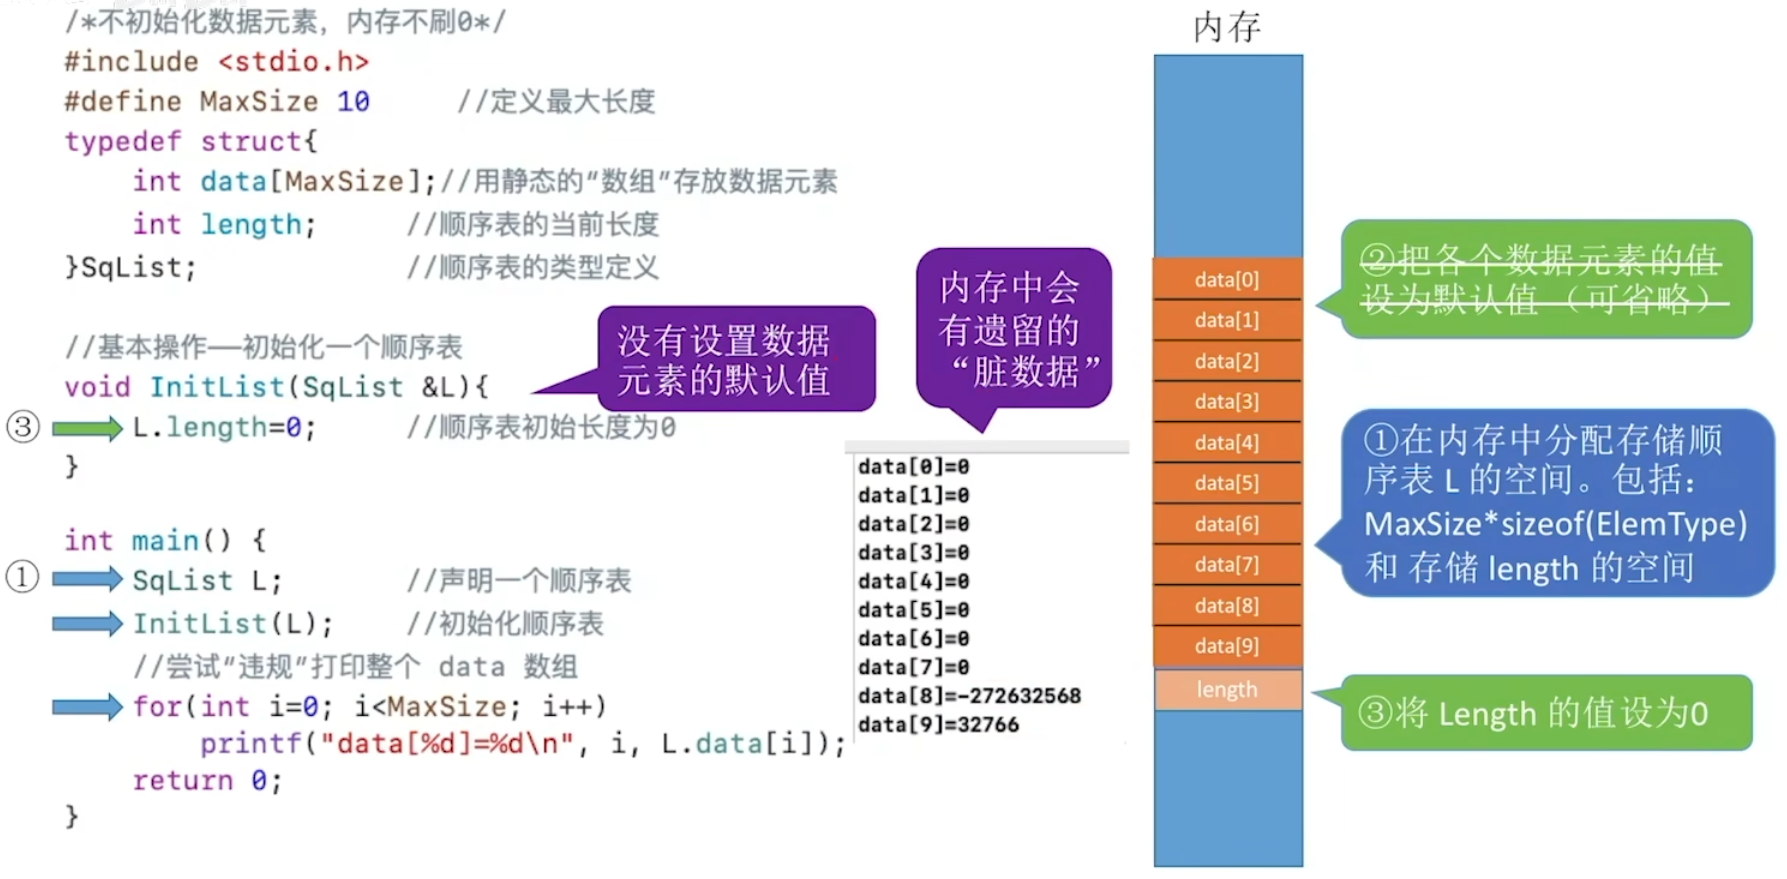 /*不初始化数据元素，内存不刷0*/
#include <stdio.h>
#define MaxSize 10 //定义最大长度
typedef struct{
int data[MaxSize];//用静态的“数组”存放数据元素
int length; //顺序表的当前长度
}SqList; //顺序表的类型定义
//基本操作——初始化一个顺序表
void InitList(SqList &L){
③ L.length=0; //顺序表初始长度为0
}
int main() {
① SqList L; //声明一个顺序表
InitList(L); //初始化顺序表
//尝试“违规”打印整个 data 数组
for(int i=0; i<MaxSize; i++)
printf("data[%d]=%d\n", i, L.data[i]);
return 0;
}
没有设置数据
元素的默认值
内存中会
有遗留的
“脏数据”
data[0]=0
data[1]=0
data[2]=0
data[3]=0
data[4]=0
data[5]=0
data[6]=0
data[7]=0
data[8]=-272632568
data[9]=32766
内存
data[0]
data[1]
data[2]
data[3]
data[4]
data[5]
data[6]
data[7]
data[8]
data[9]
length
②把各个数据元素的值
设为默认值（可省略）
①在内存中分配存储顺
序表 L 的空间。包括：
MaxSize*sizeof(ElemType)
和 存储 length 的空间
③将 Length 的值设为0